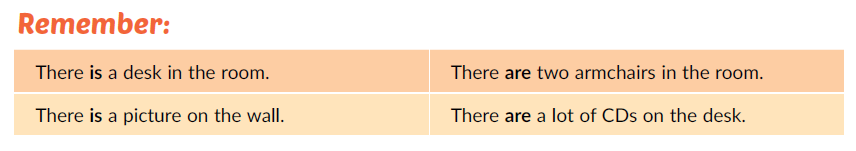 Remember:
There is a desk in the room.
There are two armchairs in the room.
There is a picture on the wall.
There are a lot of CDs on the desk.